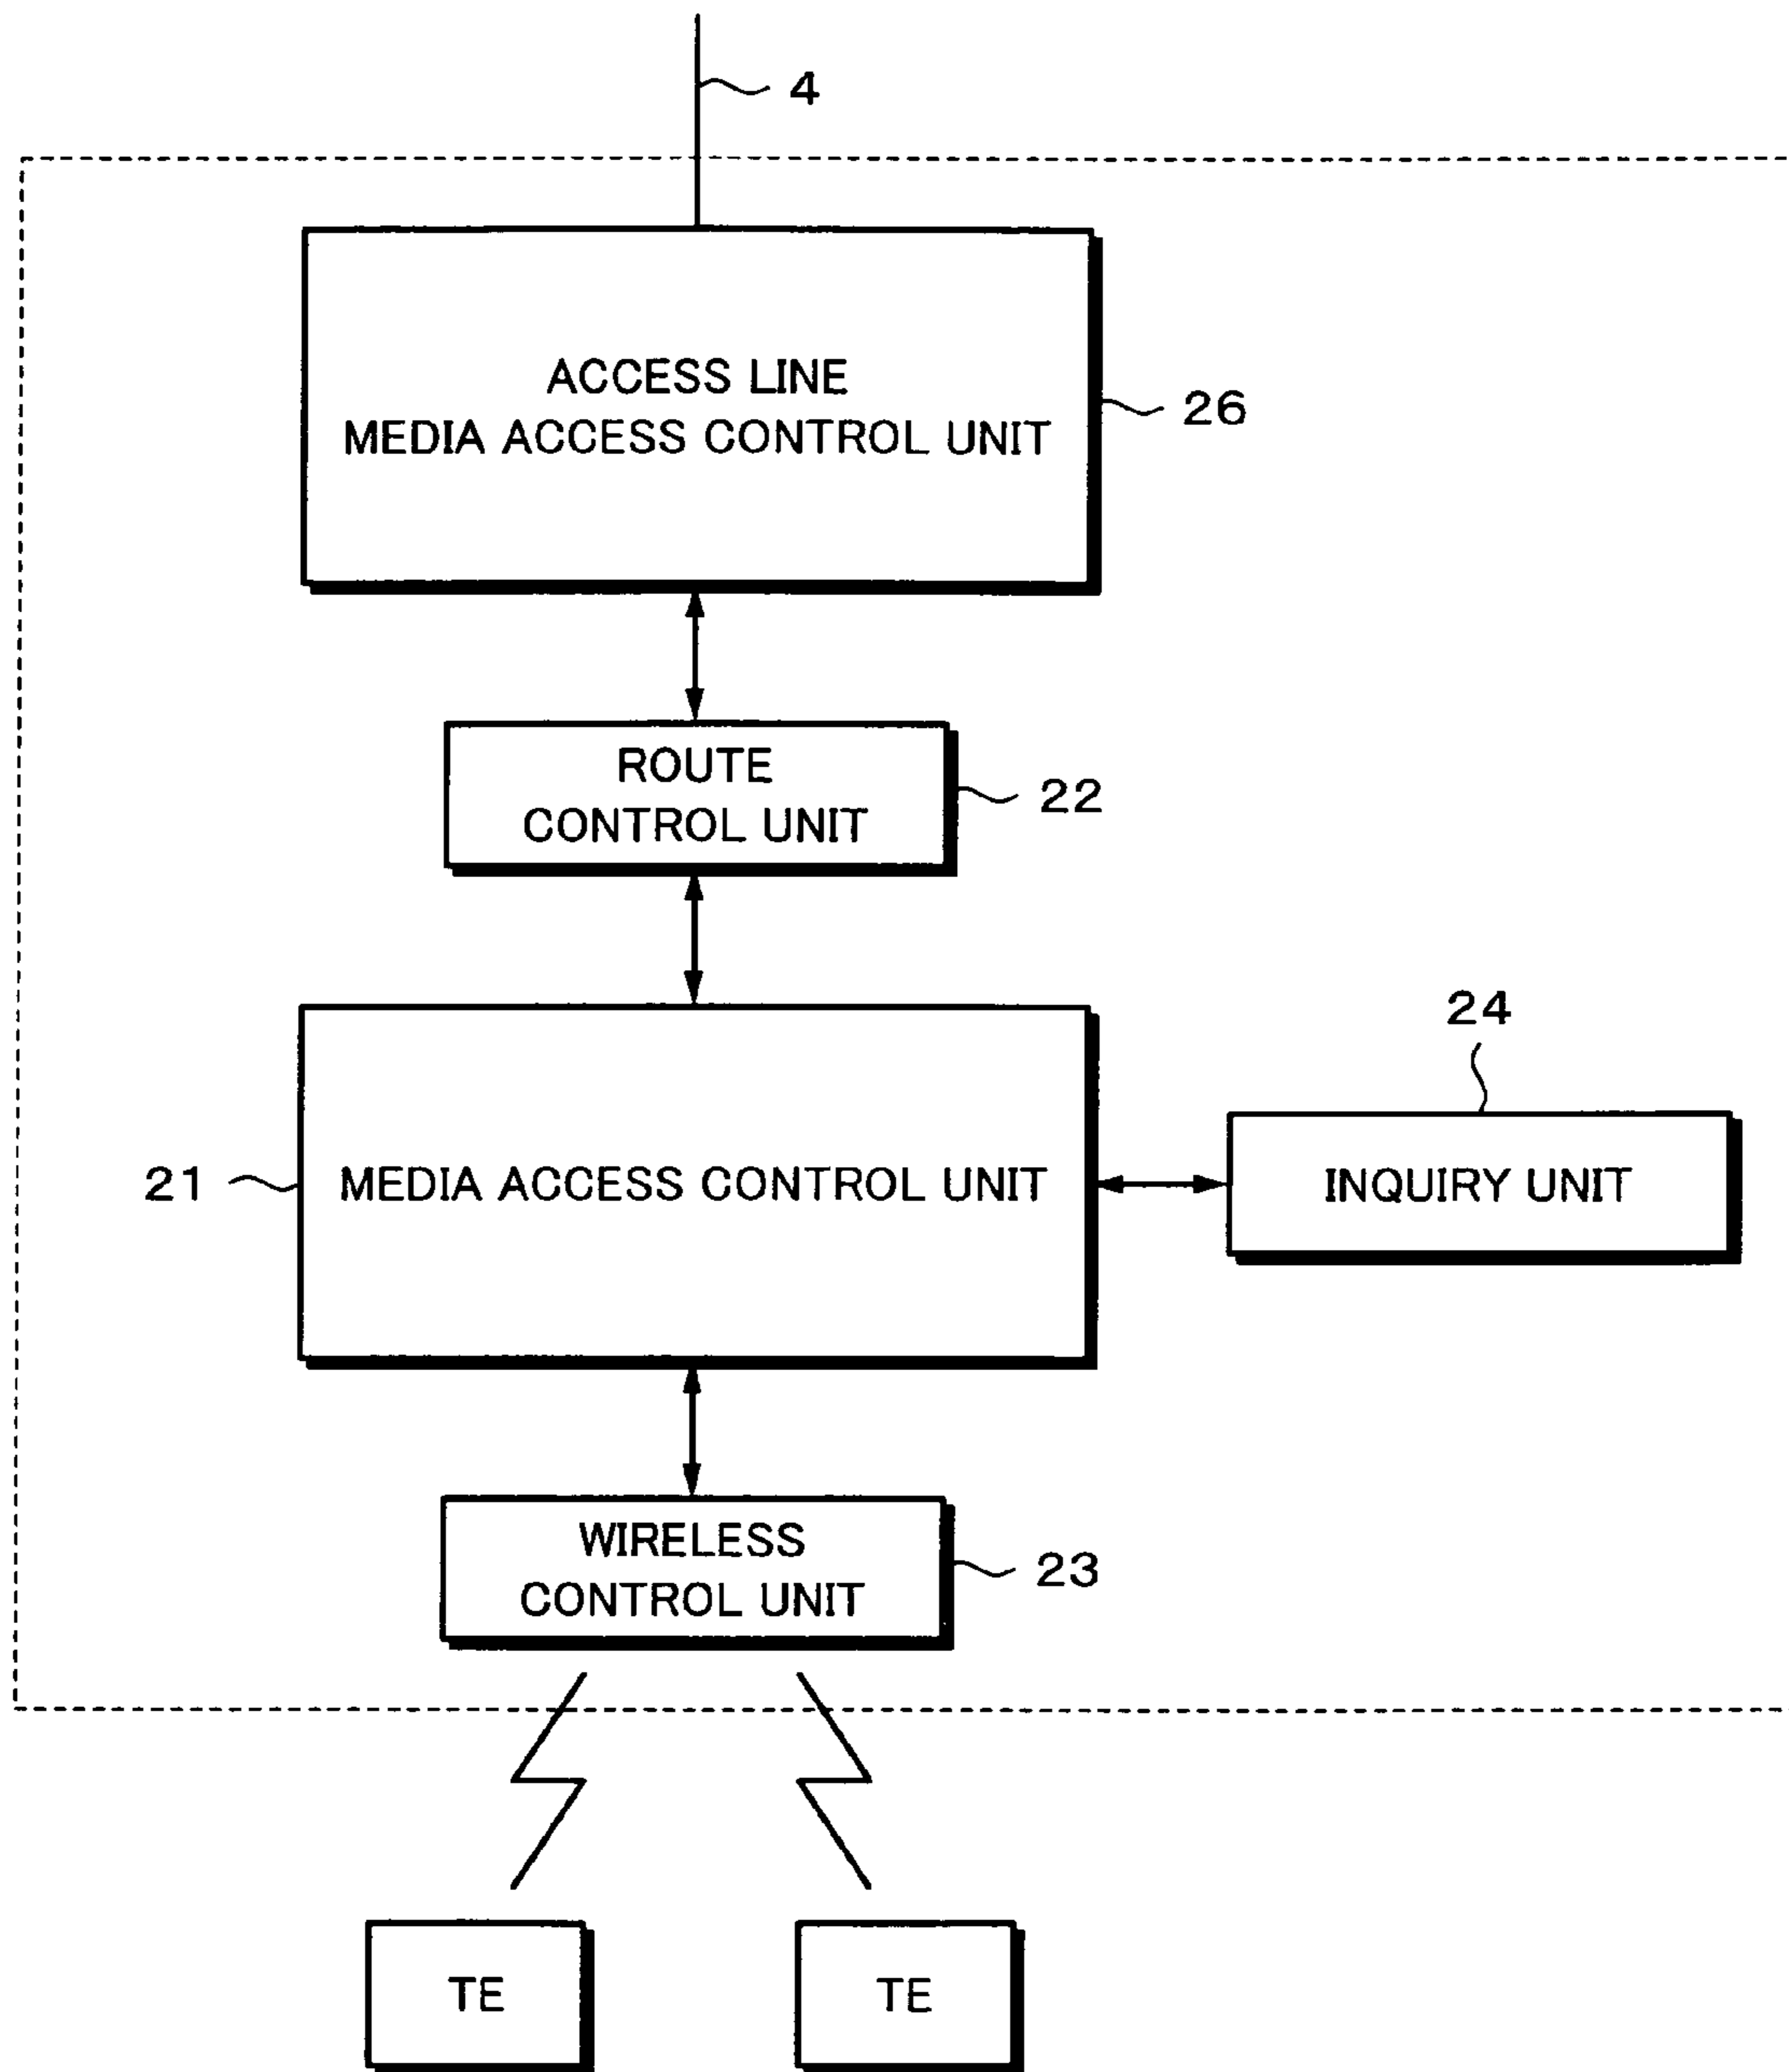 4
ACCESS LINE
MEDIA ACCESS CONTROL UNIT
26
ROUTE
CONTROL UNIT
22
24
21
MEDIA ACCESS CONTROL UNIT
INQUIRY UNIT
WIRELESS
CONTROL UNIT
23
TE
TE